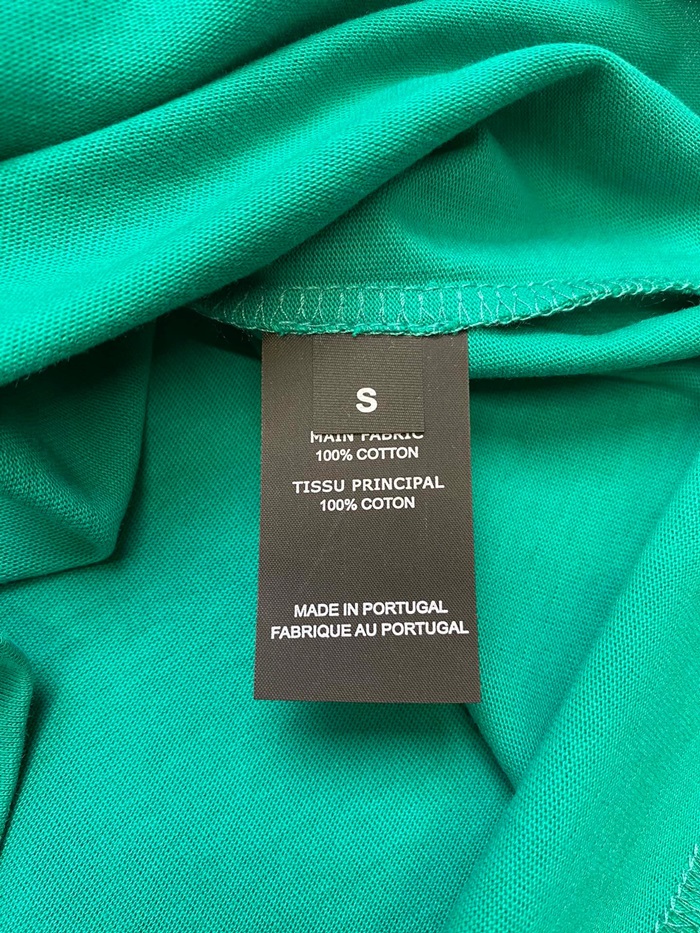 S
MAIN FABRIC
100% COTTON
TISSU PRINCIPAL
100% COTON
MADE IN PORTUGAL
FABRIQUE AU PORTUGAL